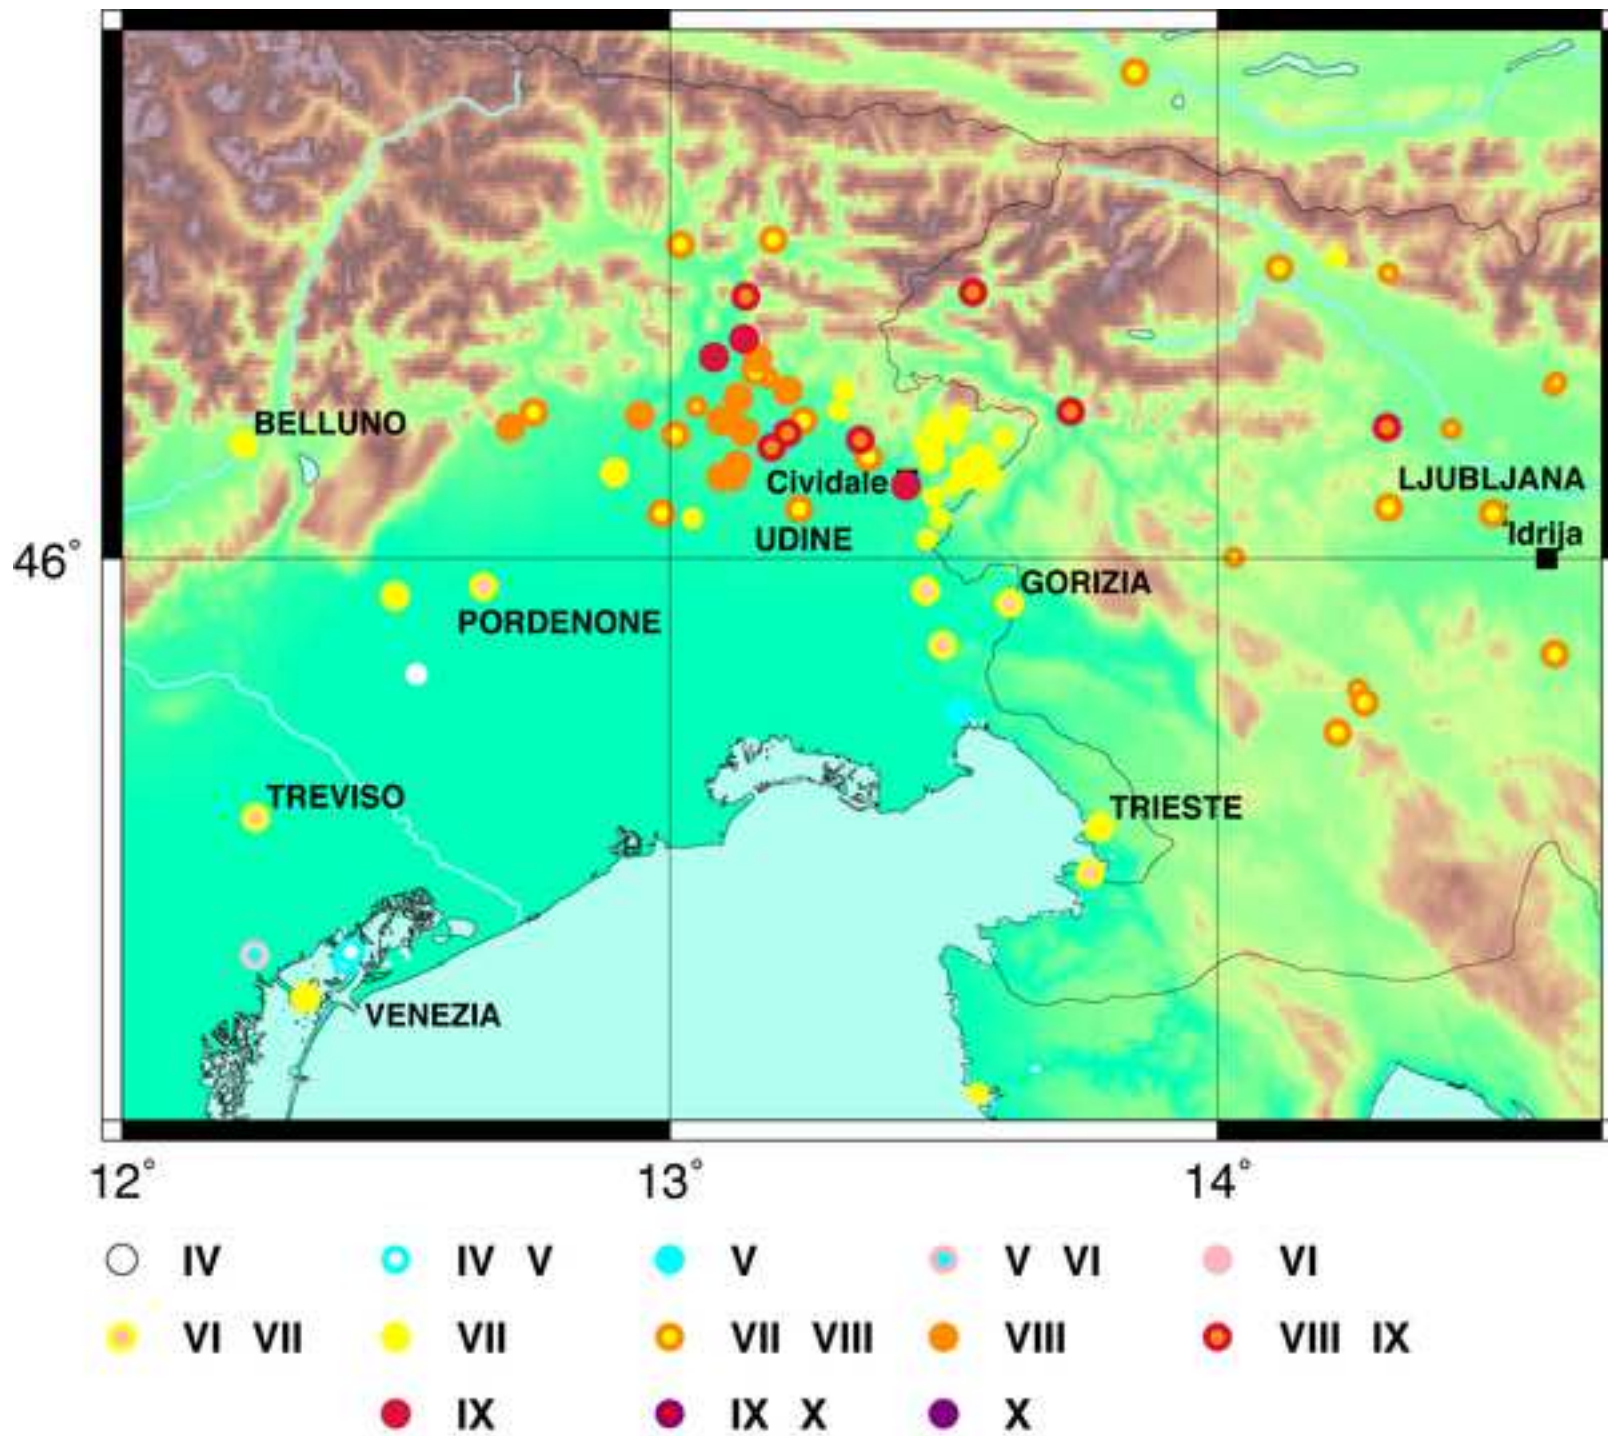 BELLUNO
Cividale
LJUBLJANA
UDINE
Idrija
46°
GORIZIA
PORDENONE
TREVISO
TRIESTE
VENEZIA
12° 13° 14°
IV IV V V V VI VI
VI VII VII VII VIII VIII VIII IX
IX IX X X